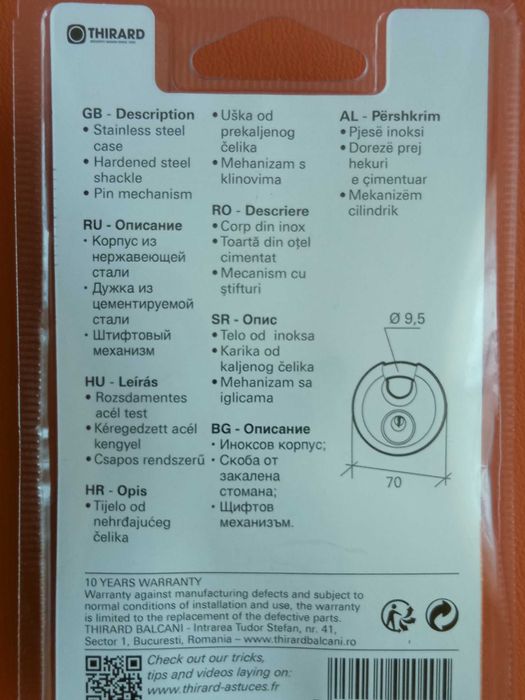 THIRARD
GB - Description
• Stainless steel
case
• Hardened steel
shackle
• Pin mechanism
RU - Описание
· Корпус из
нержавеющей
стали
· Дужка из
цементируемой
стали
· Штифтовый
механизм
HU - Leírás
• Rozsdamentes
acél test
• Kéregedzett acél
kengyel
• Csapos rendszerű
HR - Opis
• Tijelo od
nehrđajućeg
čelika
• Uška od
prekaljenog
čelika
• Mehanizam s
klinovima
RO - Descriere
• Corp din inox
• Toartă din oţel
cimentat
• Mecanism cu
ştifturi
SR - Опис
• Telo od inoksa
• Karika od
kaljenog čelika
• Mehanizam sa
iglicama
BG - Описание
· Иноксов корпус;
· Скоба от
закалена
стомана;
· Щифтов
механизъм.
AL - Përshkrim
• Pjesë inoksi
• Dorezë prej
hekuri
e çimentuar
• Mekanizëm
cilindrik
Ø 9,5
70
10 YEARS WARRANTY
Warranty against manufacturing defects and subject to
normal conditions of installation and use, the warranty
is limited to the replacement of the defective parts.
THIRARD BALCANI - Intrarea Tudor Stefan, nr. 41,
Sector 1, Bucuresti, Romania – www.thirardbalcani.ro
Check out our tricks,
tips and videos laying on:
www.thirard-astuces.fr